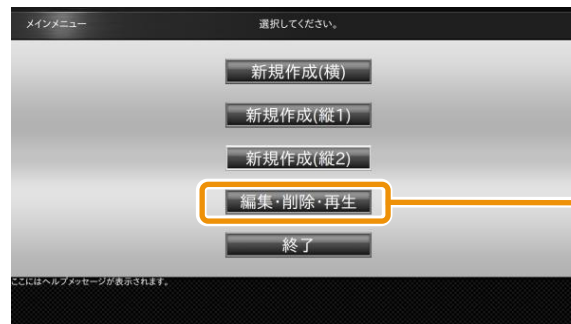 メインメニュー
選択してください。
新規作成(横)
新規作成(縦1)
新規作成(縦2)
編集・削除・再生
終了
ここにはヘルプメッセージが表示されます。